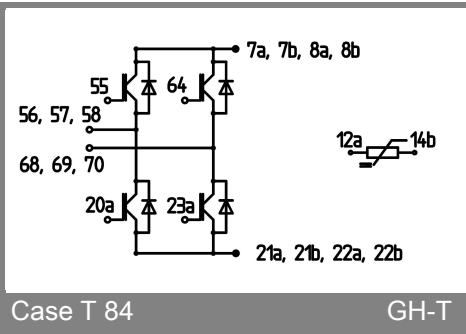 7a, 7b, 8a, 8b
55
64
56, 57, 58
12a
14b
68, 69, 70
20a
23a
21a, 21b, 22a, 22b
Case T 84
GH-T